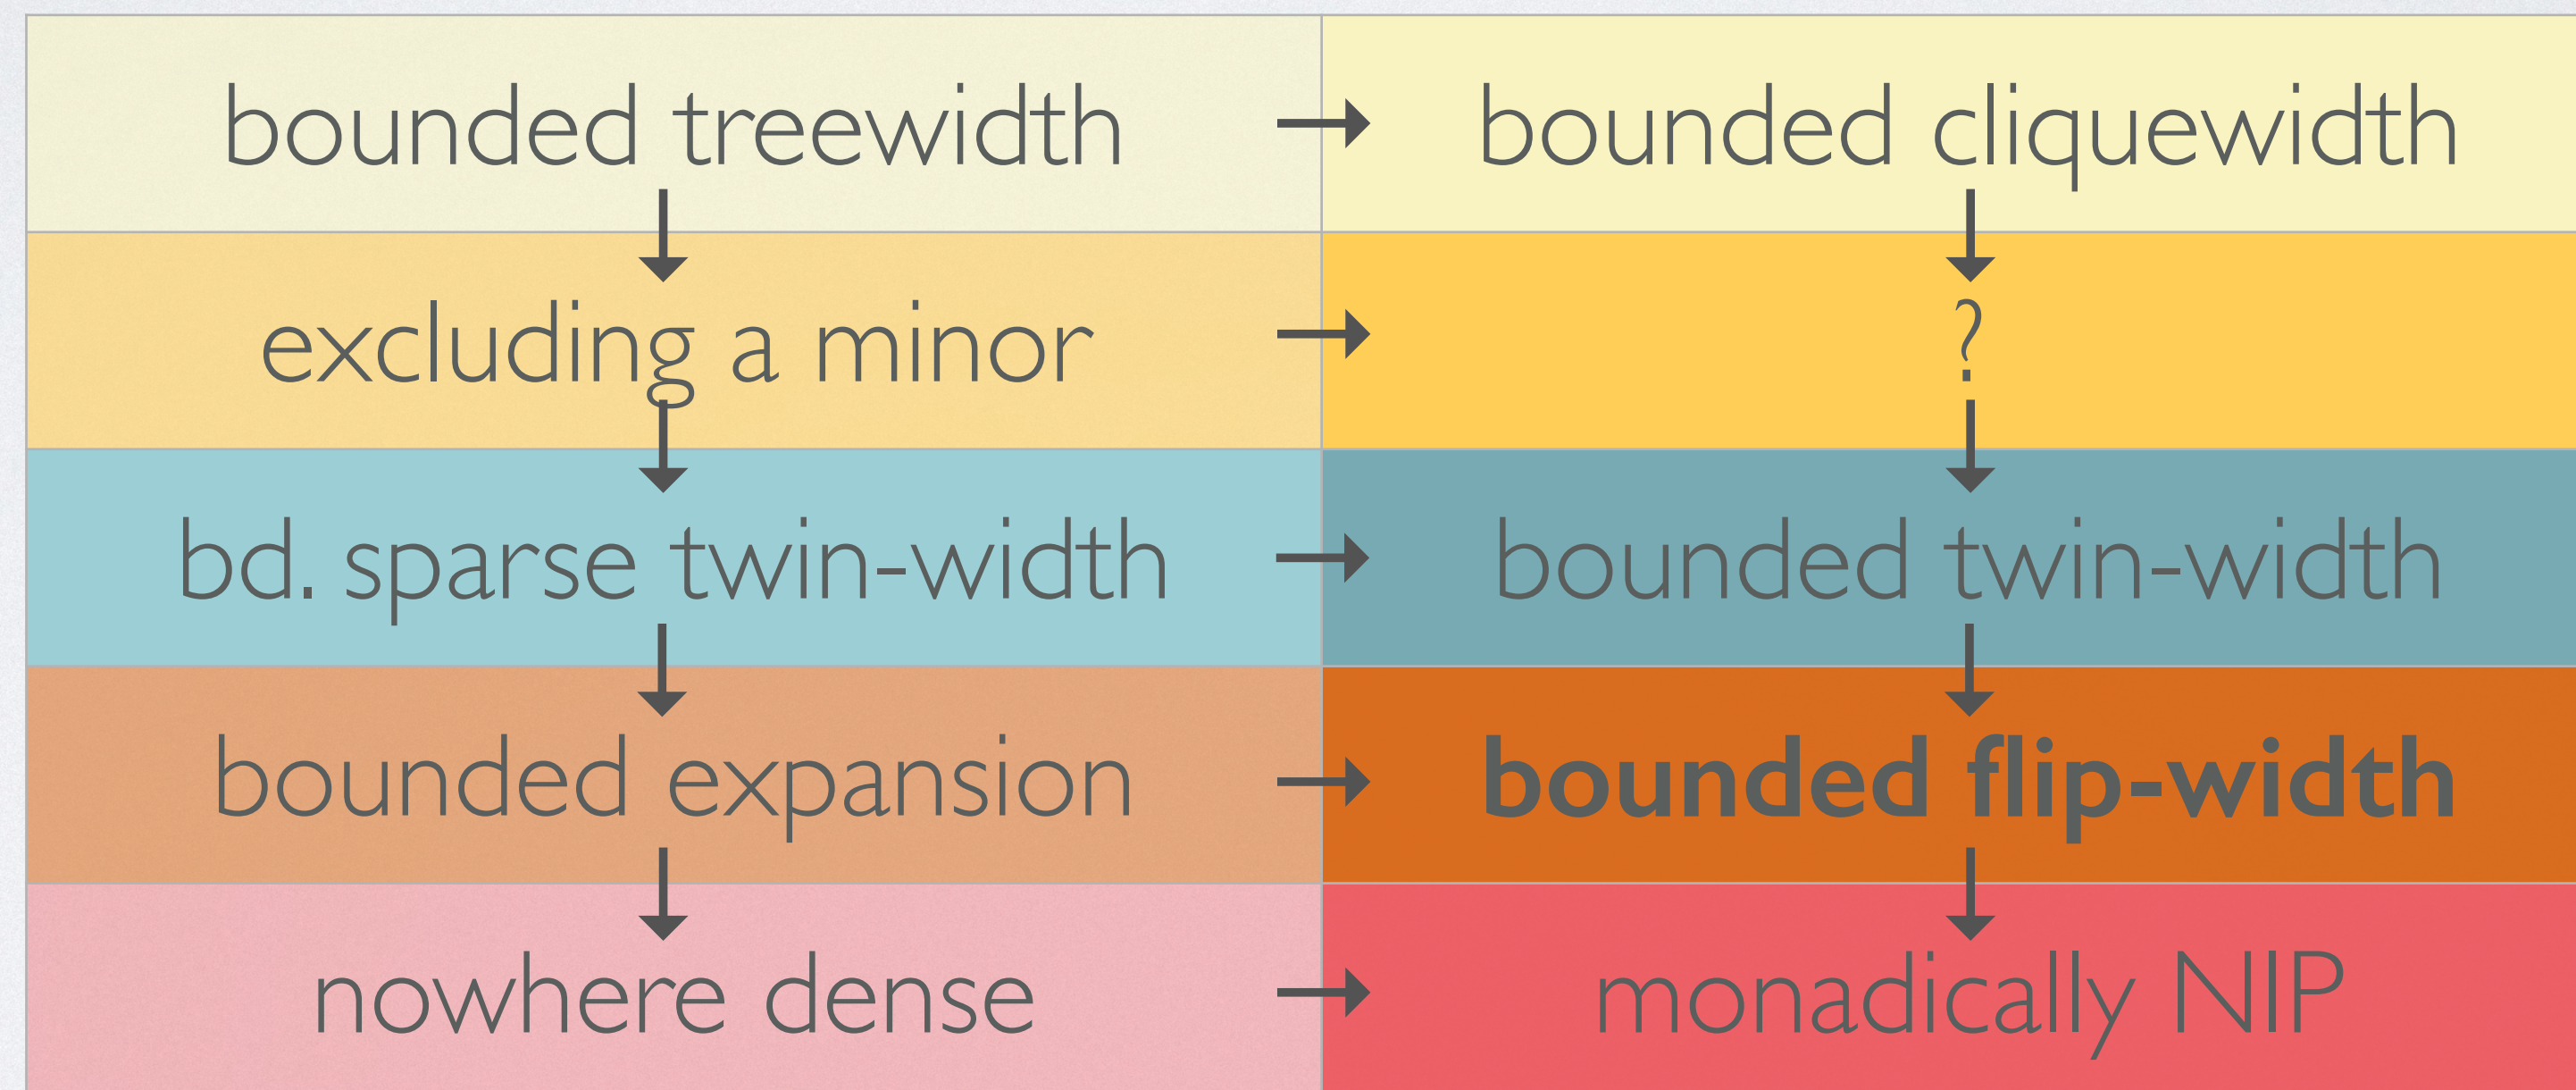 bounded treewidth
bounded cliquewidth
excluding a minor
?
bd. sparse twin-width
bounded twin-width
bounded expansion
bounded flip-width
nowhere dense
monadically NIP